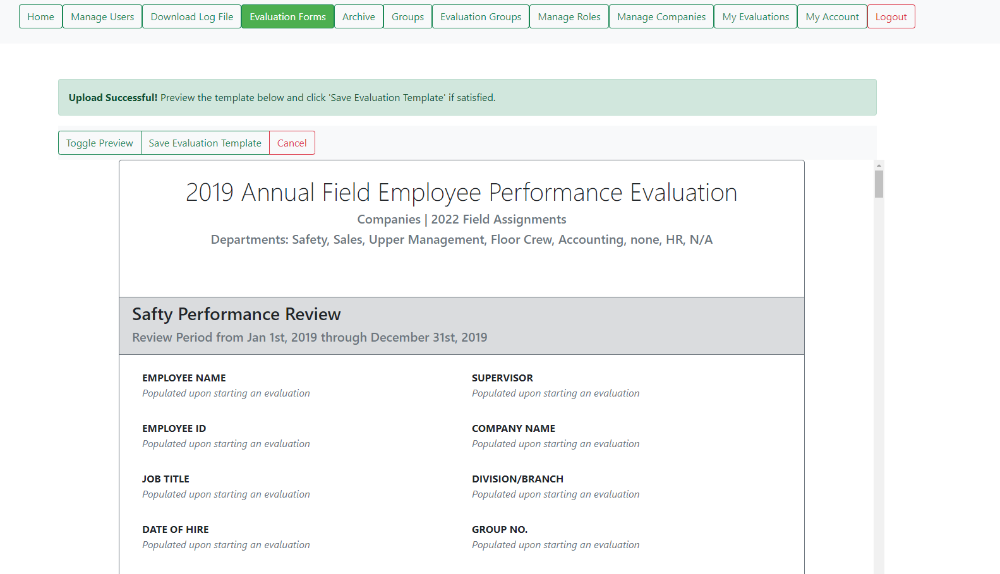 Home Manage Users Download Log File Evaluation Forms Archive Groups Evaluation Groups Manage Roles Manage Companies My Evaluations My Account Logout
Upload Successful! Preview the template below and click 'Save Evaluation Template' if satisfied.
Toggle Preview Save Evaluation Template Cancel
2019 Annual Field Employee Performance Evaluation
Companies | 2022 Field Assignments
Departments: Safety, Sales, Upper Management, Floor Crew, Accounting, none, HR, N/A
Safty Performance Review
Review Period from Jan 1st, 2019 through December 31st, 2019
EMPLOYEE NAME SUPERVISOR
Populated upon starting an evaluation Populated upon starting an evaluation
EMPLOYEE ID COMPANY NAME
Populated upon starting an evaluation Populated upon starting an evaluation
JOB TITLE DIVISION/BRANCH
Populated upon starting an evaluation Populated upon starting an evaluation
DATE OF HIRE GROUP NO.
Populated upon starting an evaluation Populated upon starting an evaluation